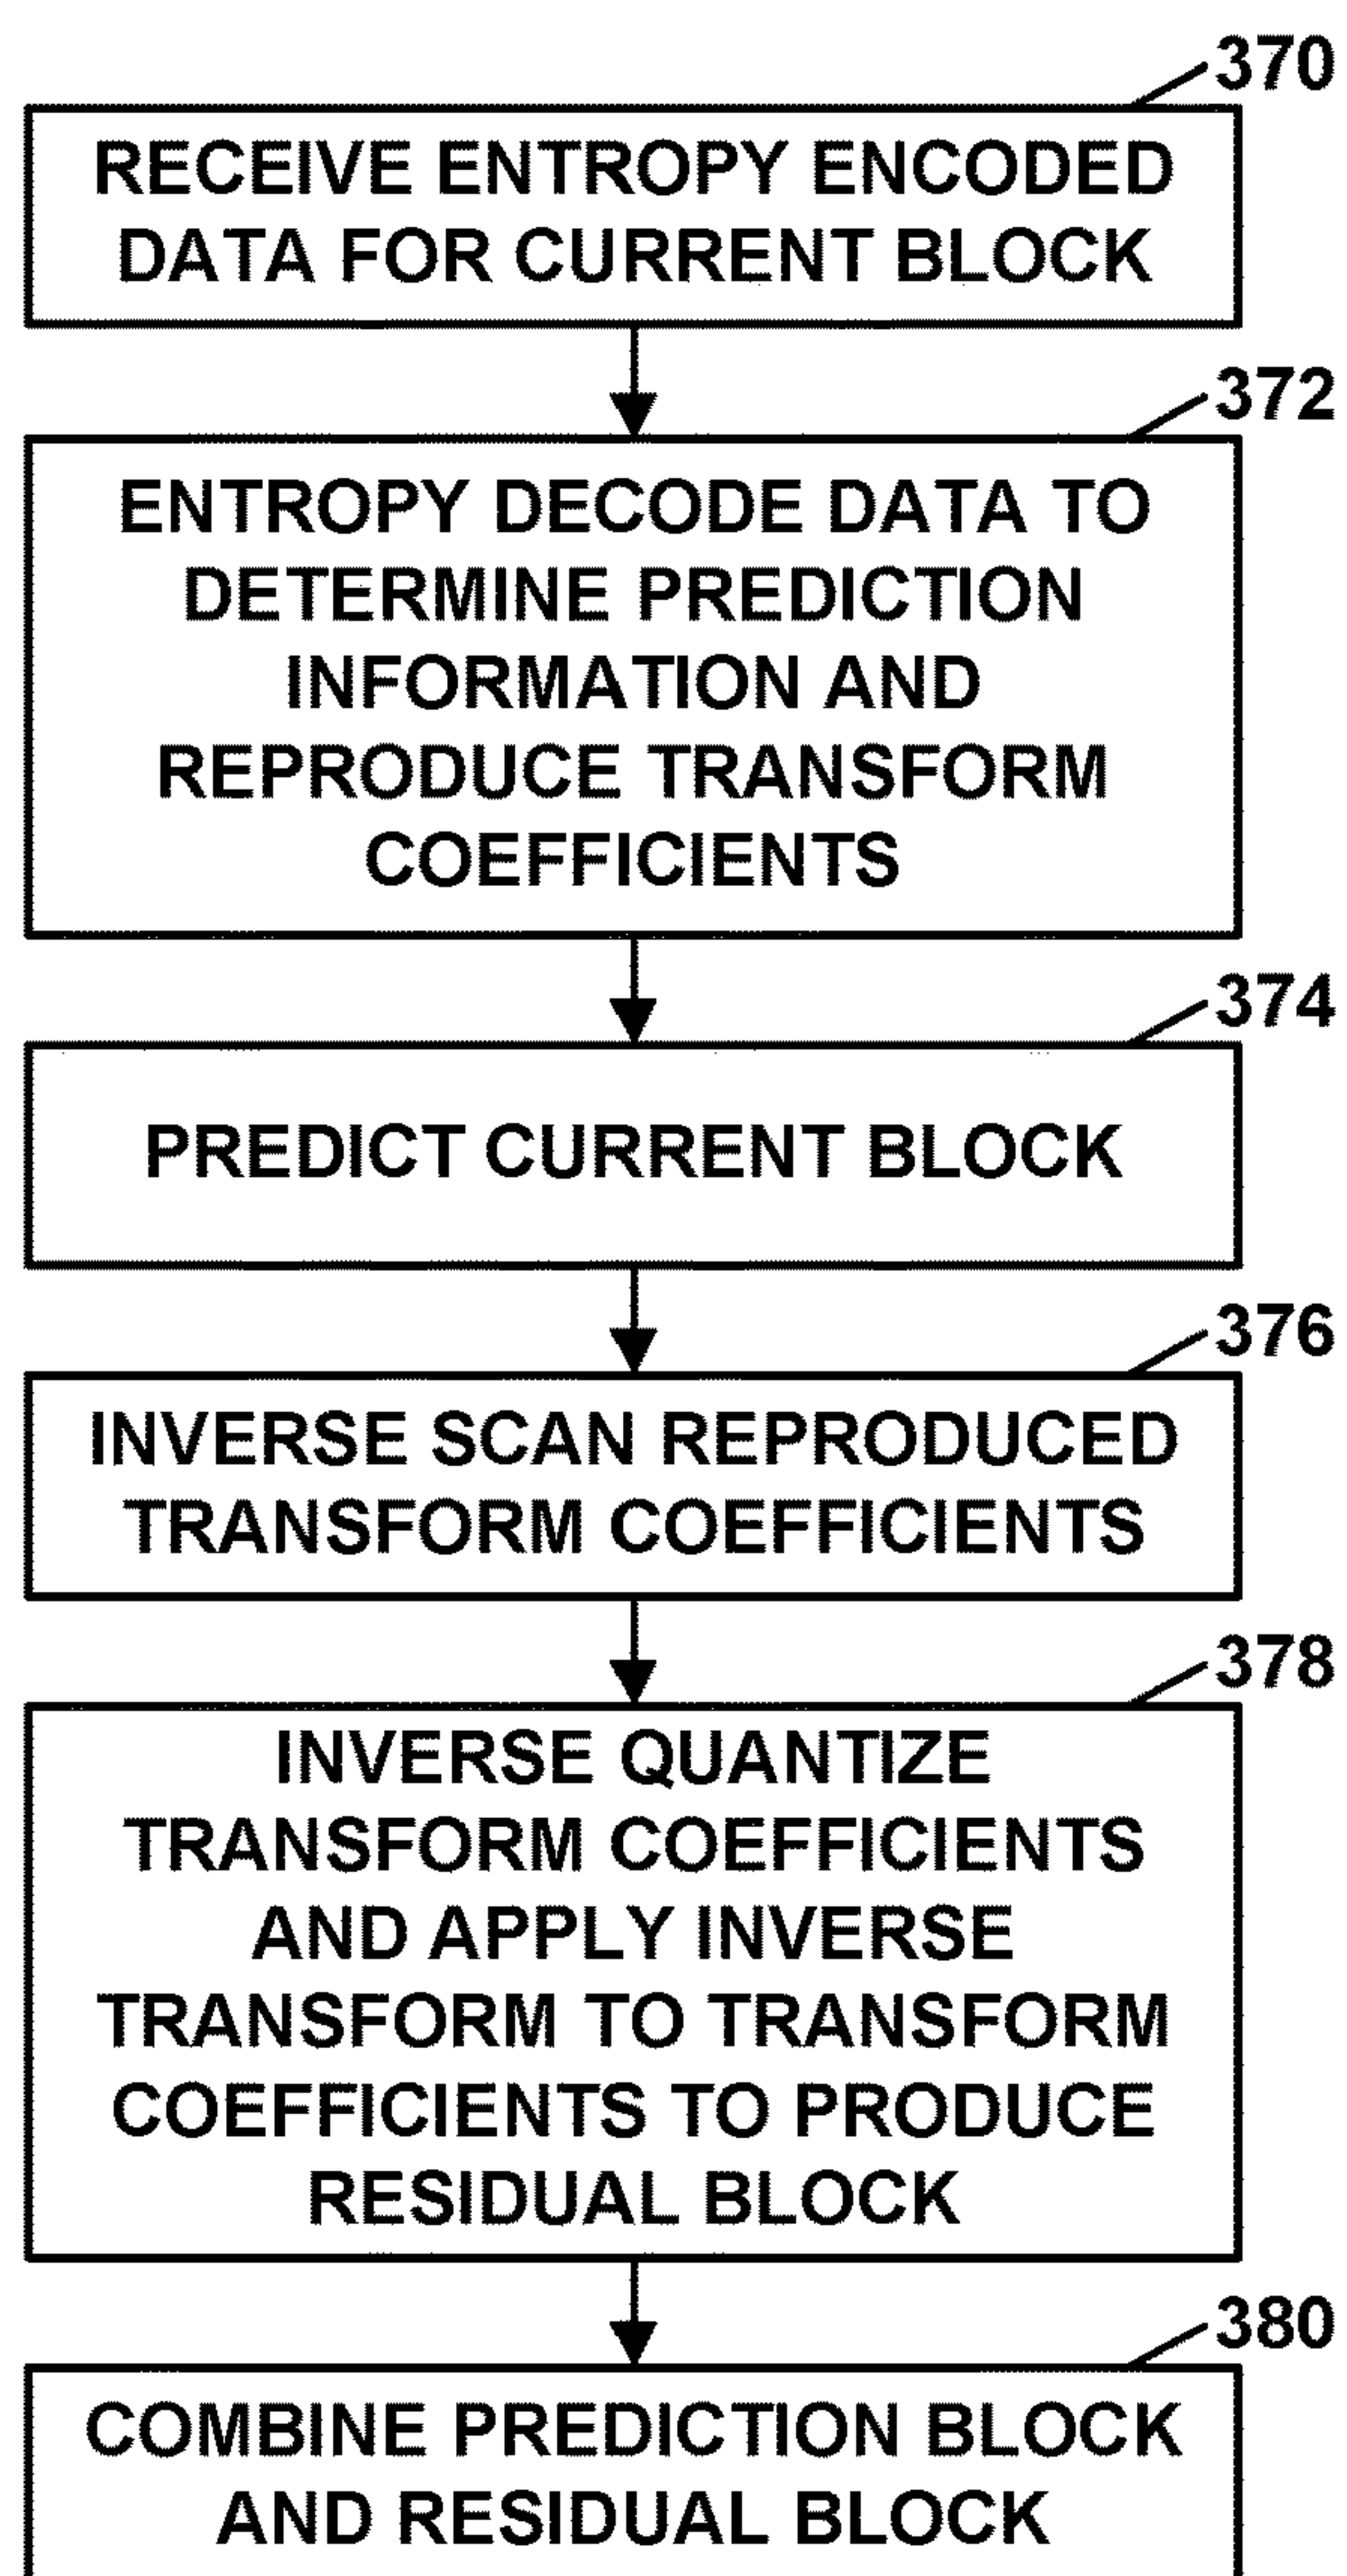 370
RECEIVE ENTROPY ENCODED
DATA FOR CURRENT BLOCK
372
ENTROPY DECODE DATA TO
DETERMINE PREDICTION
INFORMATION AND
REPRODUCE TRANSFORM
COEFFICIENTS
374
PREDICT CURRENT BLOCK
376
INVERSE SCAN REPRODUCED
TRANSFORM COEFFICIENTS
378
INVERSE QUANTIZE
TRANSFORM COEFFICIENTS
AND APPLY INVERSE
TRANSFORM TO TRANSFORM
COEFFICIENTS TO PRODUCE
RESIDUAL BLOCK
380
COMBINE PREDICTION BLOCK
AND RESIDUAL BLOCK